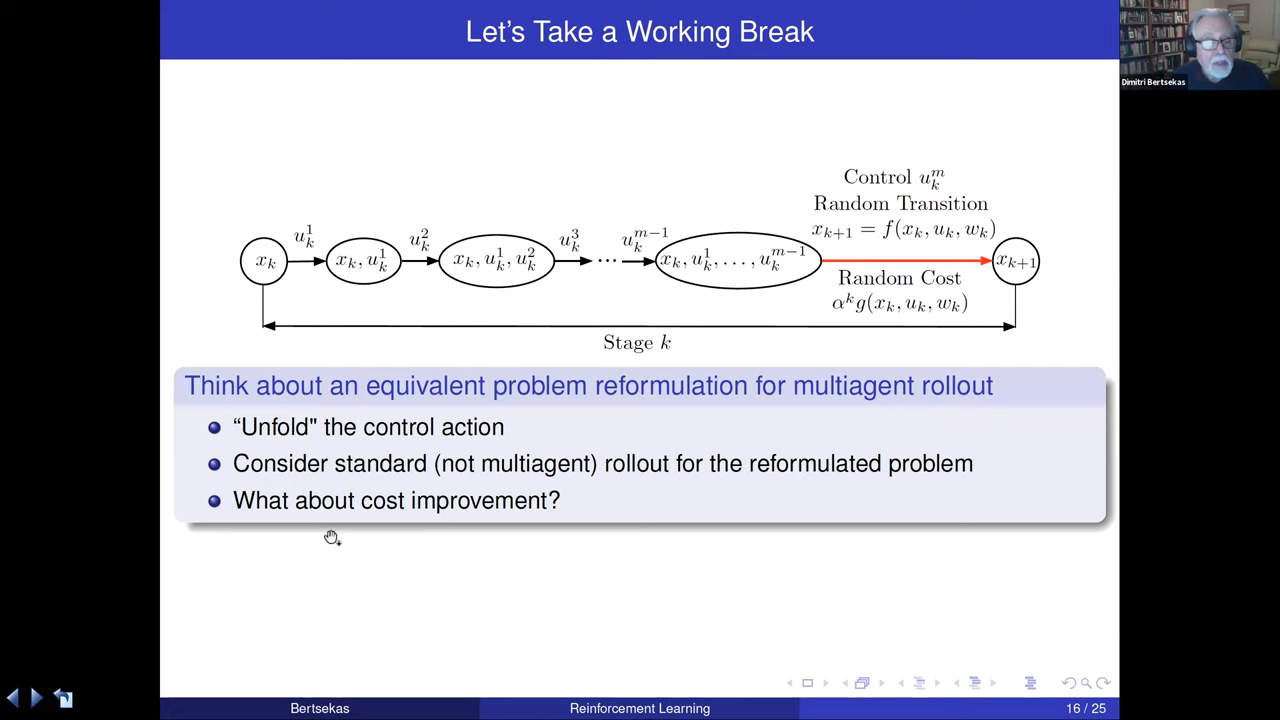 Let's Take a Working Break
Dimitri Bertsekas
Control $u_k^m$
Random Transition
$x_{k+1} = f(x_k, u_k, w_k)$
$u_k^1$ $u_k^2$ $u_k^3$ $u_k^{m-1}$
$x_k$ $x_k, u_k^1$ $x_k, u_k^1, u_k^2$ ... $x_k, u_k^1, \ldots, u_k^{m-1}$ $x_{k+1}$
Random Cost
$\alpha^k g(x_k, u_k, w_k)$
Stage $k$
Think about an equivalent problem reformulation for multiagent rollout
“Unfold" the control action
Consider standard (not multiagent) rollout for the reformulated problem
What about cost improvement?
Bertsekas Reinforcement Learning 16 / 25